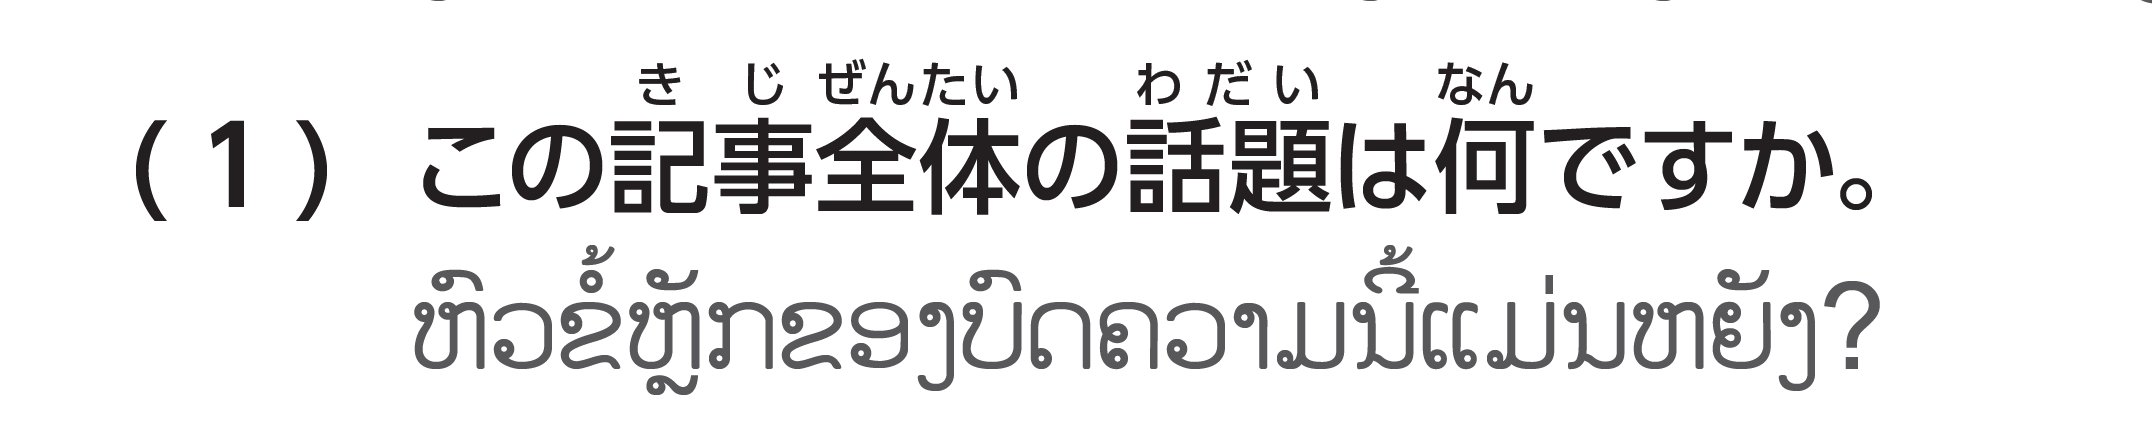 き じ ぜんたい わ だ い なん
(1) この記事全体の話題は何ですか。
ຫົວຂໍ້ຫຼັກຂອງບົດຄວາມນີ້ແມ່ນຫຍັງ?